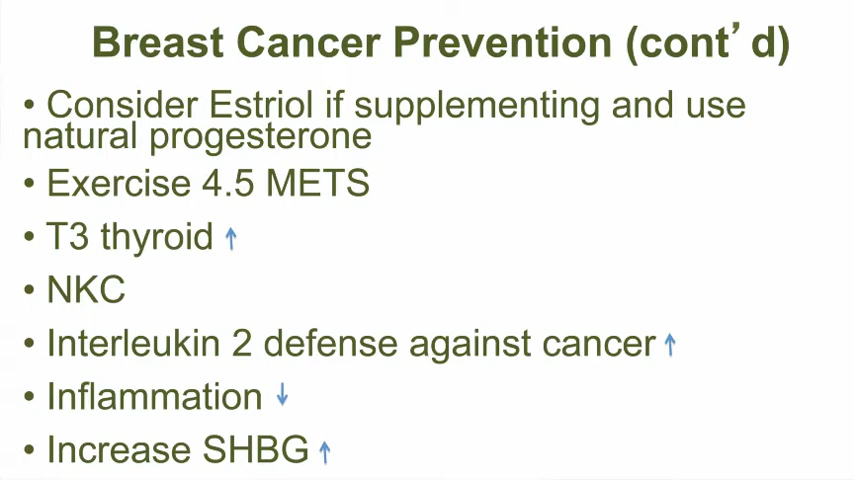 Breast Cancer Prevention (cont’d)
• Consider Estriol if supplementing and use
natural progesterone
• Exercise 4.5 METS
• T3 thyroid ↑
• NKC
• Interleukin 2 defense against cancer ↑
• Inflammation ↓
• Increase SHBG ↑